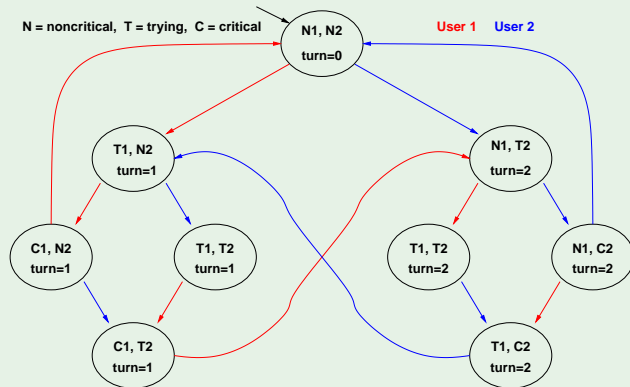 N = noncritical, T = trying, C = critical
User 1 User 2
N1, N2
turn=0
T1, N2
turn=1
N1, T2
turn=2
C1, N2
turn=1
T1, T2
turn=1
T1, T2
turn=2
N1, C2
turn=2
C1, T2
turn=1
T1, C2
turn=2